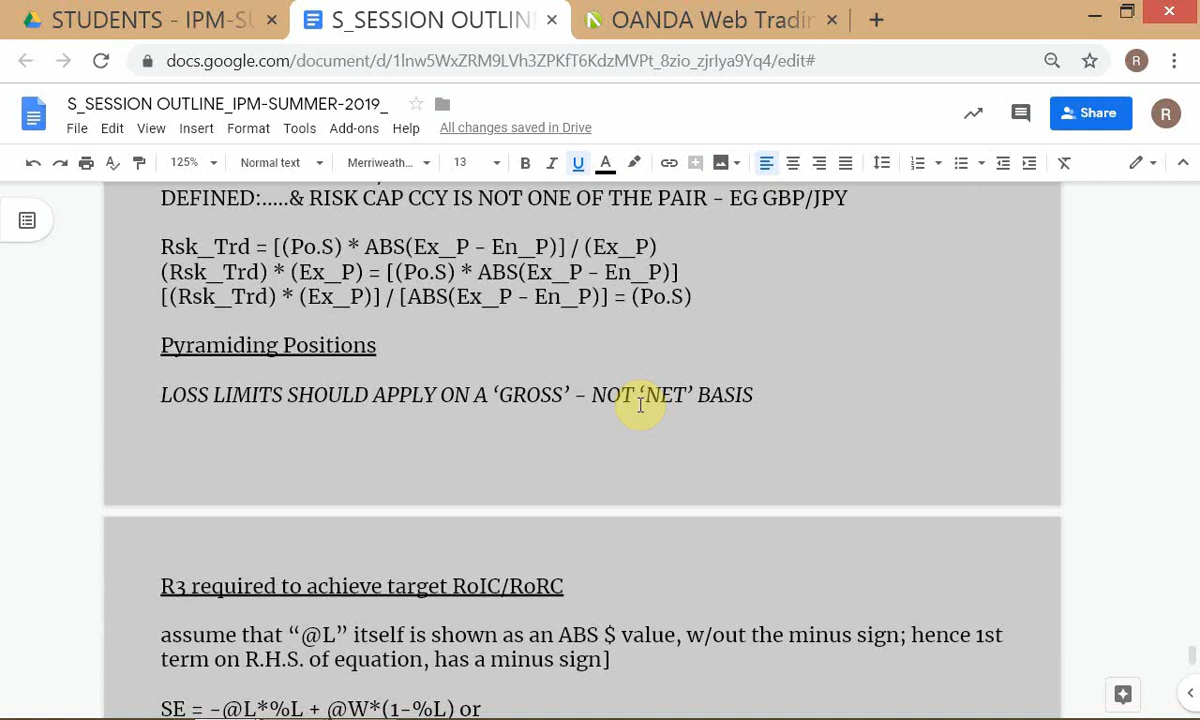 STUDENTS - IPM-SU
S_SESSION OUTLIN
OANDA Web Tradin
docs.google.com/document/d/1lnw5WxZRM9LVh3ZPKfT6KdzMVPt_8zio_zjrIya9Yq4/edit#
R
S_SESSION OUTLINE_IPM-SUMMER-2019_
File Edit View Insert Format Tools Add-ons Help All changes saved in Drive
Share
R
125% Normal text Merriweath... 13 B I U A
DEFINED:.....& RISK CAP CCY IS NOT ONE OF THE PAIR - EG GBP/JPY
Rsk_Trd = [(Po.S) * ABS(Ex_P - En_P)] / (Ex_P)
(Rsk_Trd) * (Ex_P) = [(Po.S) * ABS(Ex_P - En_P)]
[(Rsk_Trd) * (Ex_P)] / [ABS(Ex_P - En_P)] = (Po.S)
Pyramiding Positions
LOSS LIMITS SHOULD APPLY ON A ‘GROSS’ - NOT ‘NET’ BASIS
R3 required to achieve target RoIC/RoRC
assume that “@L” itself is shown as an ABS $ value, w/out the minus sign; hence 1st
term on R.H.S. of equation, has a minus sign]
SE = -@L*%L + @W*(1-%L) or